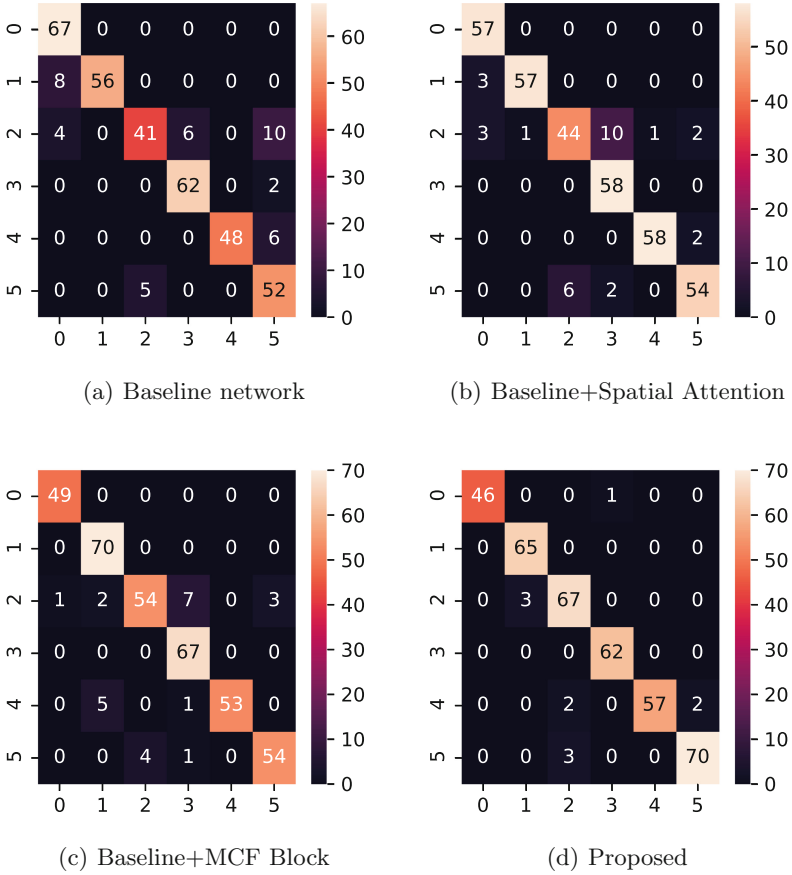 0 67 0 0 0 0 0
1 8 56 0 0 0 0
2 4 0 41 6 0 10
3 0 0 0 62 0 2
4 0 0 0 0 48 6
5 0 0 5 0 0 52
0 1 2 3 4 5
60
50
40
30
20
10
0
(a) Baseline network
0 57 0 0 0 0 0
1 3 57 0 0 0 0
2 3 1 44 10 1 2
3 0 0 0 58 0 0
4 0 0 0 0 58 2
5 0 0 6 2 0 54
0 1 2 3 4 5
50
40
30
20
10
0
(b) Baseline+Spatial Attention
0 49 0 0 0 0 0
1 0 70 0 0 0 0
2 1 2 54 7 0 3
3 0 0 0 67 0 0
4 0 5 0 1 53 0
5 0 0 4 1 0 54
0 1 2 3 4 5
70
60
50
40
30
20
10
0
(c) Baseline+MCF Block
0 46 0 0 1 0 0
1 0 65 0 0 0 0
2 0 3 67 0 0 0
3 0 0 0 62 0 0
4 0 0 2 0 57 2
5 0 0 3 0 0 70
0 1 2 3 4 5
70
60
50
40
30
20
10
0
(d) Proposed